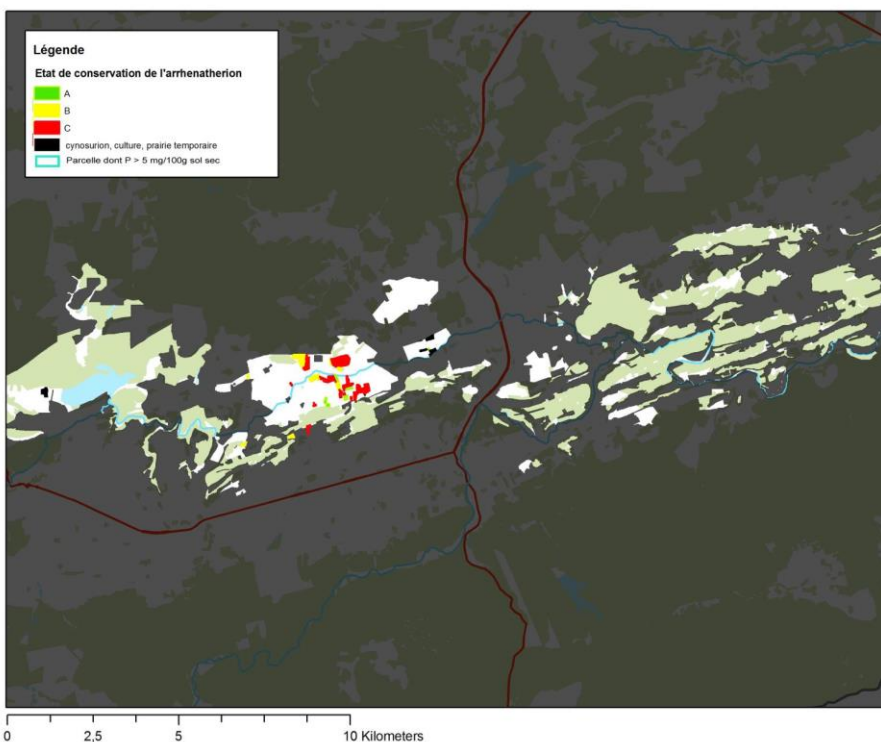 Légende
Etat de conservation de l'arrhenatherion
A
B
C
cynosurion, culture, prairie temporaire
Parcelle dont P > 5 mg/100g sol sec
0 2,5 5 10 Kilometers